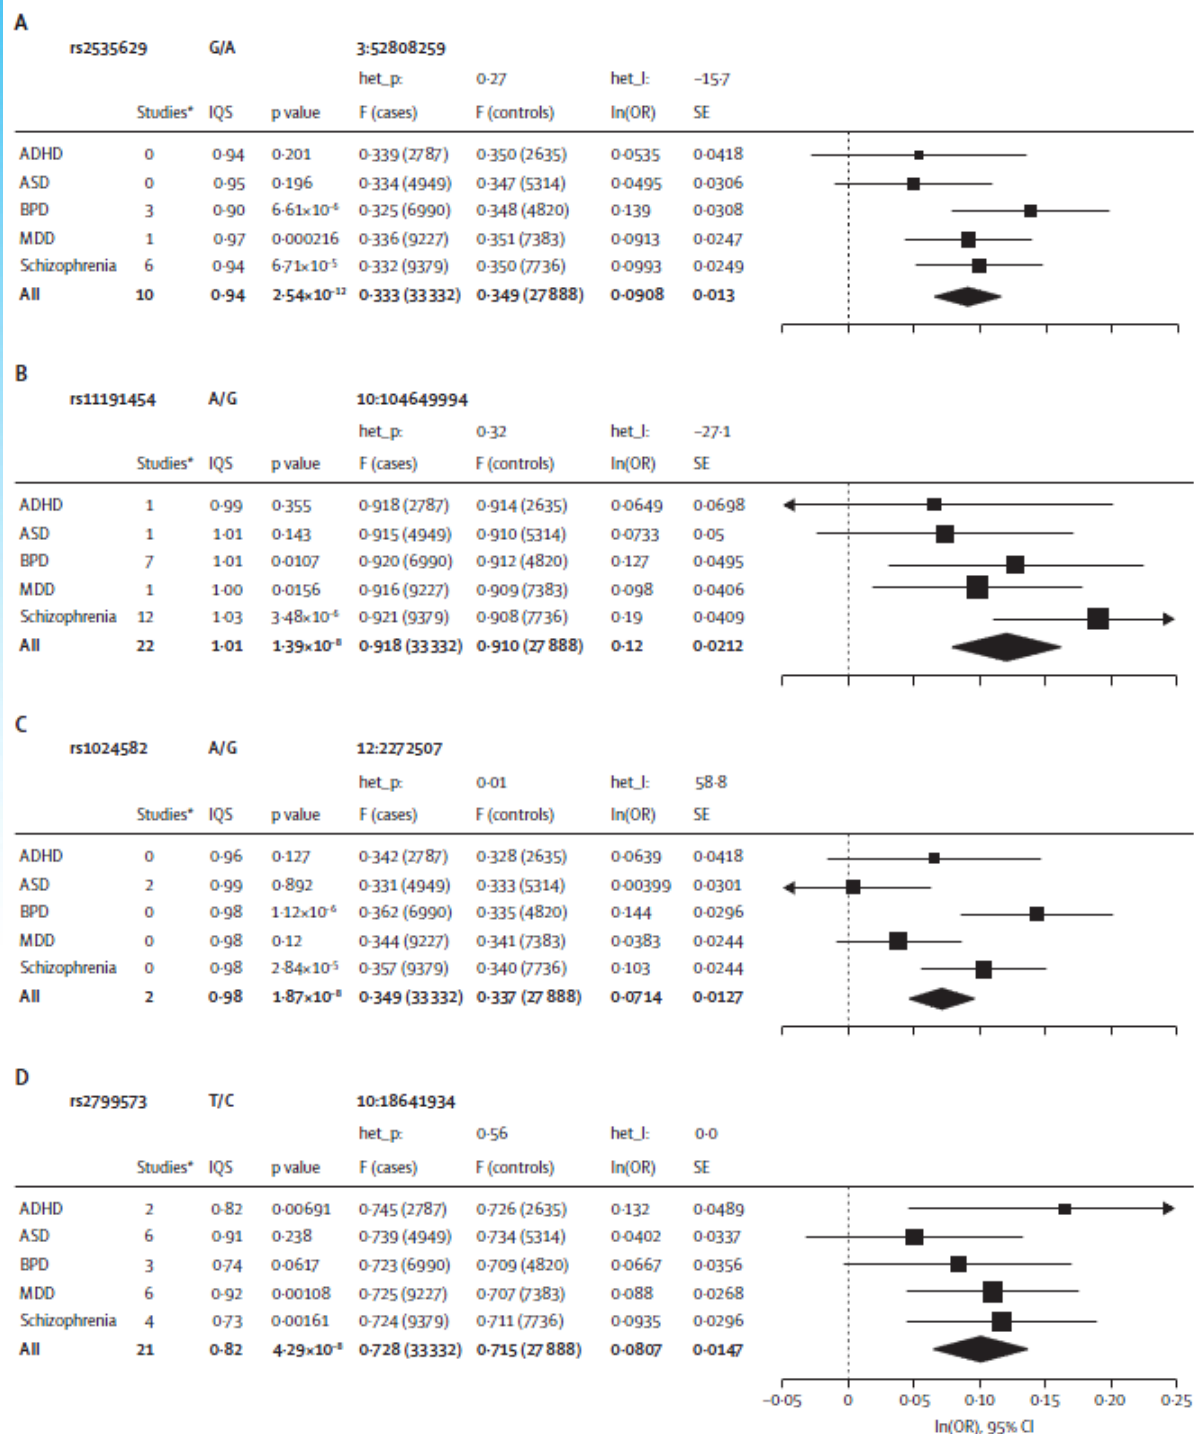 A
rs2535629 G/A 3:52808259
het_p: 0·27 het_I: –15·7
Studies* IQS p value F (cases) F (controls) ln(OR) SE
ADHD 0 0·94 0·201 0·339 (2787) 0·350 (2635) 0·0535 0·0418
ASD 0 0·95 0·196 0·334 (4949) 0·347 (5314) 0·0495 0·0306
BPD 3 0·90 6·61×10⁻⁶ 0·325 (6990) 0·348 (4820) 0·139 0·0308
MDD 1 0·97 0·000216 0·336 (9227) 0·351 (7383) 0·0913 0·0247
Schizophrenia 6 0·94 6·71×10⁻⁵ 0·332 (9379) 0·350 (7736) 0·0993 0·0249
All 10 0·94 2·54×10⁻¹² 0·333 (33 332) 0·349 (27 888) 0·0908 0·013
B
rs11191454 A/G 10:104649994
het_p: 0·32 het_I: –27·1
Studies* IQS p value F (cases) F (controls) ln(OR) SE
ADHD 1 0·99 0·355 0·918 (2787) 0·914 (2635) 0·0649 0·0698
ASD 1 1·01 0·143 0·915 (4949) 0·910 (5314) 0·0733 0·05
BPD 7 1·01 0·0107 0·920 (6990) 0·912 (4820) 0·127 0·0495
MDD 1 1·00 0·0156 0·916 (9227) 0·909 (7383) 0·098 0·0406
Schizophrenia 12 1·03 3·48×10⁻⁶ 0·921 (9379) 0·908 (7736) 0·19 0·0409
All 22 1·01 1·39×10⁻⁸ 0·918 (33 332) 0·910 (27 888) 0·12 0·0212
C
rs1024582 A/G 12:2272507
het_p: 0·01 het_I: 58·8
Studies* IQS p value F (cases) F (controls) ln(OR) SE
ADHD 0 0·96 0·127 0·342 (2787) 0·328 (2635) 0·0639 0·0418
ASD 2 0·99 0·892 0·331 (4949) 0·333 (5314) 0·00399 0·0301
BPD 0 0·98 1·12×10⁻⁶ 0·362 (6990) 0·335 (4820) 0·144 0·0296
MDD 0 0·98 0·12 0·344 (9227) 0·341 (7383) 0·0383 0·0244
Schizophrenia 0 0·98 2·84×10⁻⁵ 0·357 (9379) 0·340 (7736) 0·103 0·0244
All 2 0·98 1·87×10⁻⁸ 0·349 (33 332) 0·337 (27 888) 0·0714 0·0127
D
rs2799573 T/C 10:18641934
het_p: 0·56 het_I: 0·0
Studies* IQS p value F (cases) F (controls) ln(OR) SE
ADHD 2 0·82 0·00691 0·745 (2787) 0·726 (2635) 0·132 0·0489
ASD 6 0·91 0·238 0·739 (4949) 0·734 (5314) 0·0402 0·0337
BPD 3 0·74 0·0617 0·723 (6990) 0·709 (4820) 0·0667 0·0356
MDD 6 0·92 0·00108 0·725 (9227) 0·707 (7383) 0·088 0·0268
Schizophrenia 4 0·73 0·00161 0·724 (9379) 0·711 (7736) 0·0935 0·0296
All 21 0·82 4·29×10⁻⁸ 0·728 (33 332) 0·715 (27 888) 0·0807 0·0147
–0·05 0 0·05 0·10 0·15 0·20 0·25
ln(OR), 95% CI